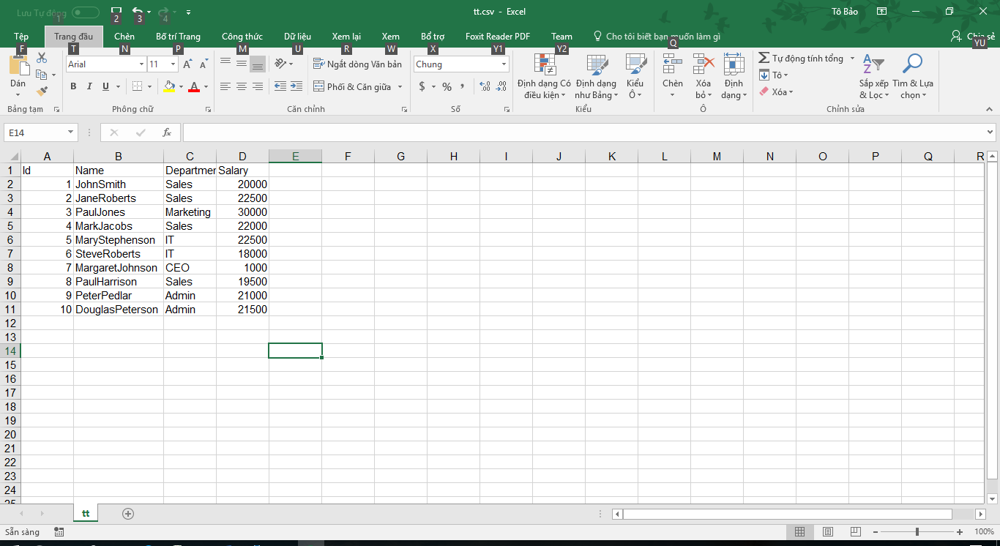 Lưu Tự động
tt.csv - Excel
Tô Bảo
1 2 3 4
Tệp Trang đầu Chèn Bố trí Trang Công thức Dữ liệu Xem lại Xem Bổ trợ Foxit Reader PDF Team Cho tôi biết bạn muốn làm gì Chia sẻ
F T N P M U R W X Y1 Y2 Q YU
Dán
Arial 11
Ngắt dòng Văn bản
Chung
Định dạng Có điều kiện
Định dạng như Bảng
Kiểu Ô
Chèn
Xóa bỏ
Định dạng
Tự động tính tổng
Tô
Xóa
Sắp xếp & Lọc
Tìm & Lựa chọn
B I U A
Phối & Căn giữa
$ % ,
Bảng tạm Phông chữ Căn chỉnh Số Kiểu Ô Chỉnh sửa
E14 fx
A B C D E F G H I J K L M N O P Q R
1 Id Name Departmen Salary
2 1 JohnSmith Sales 20000
3 2 JaneRoberts Sales 22500
4 3 PaulJones Marketing 30000
5 4 MarkJacobs Sales 22000
6 5 MaryStephenson IT 22500
7 6 SteveRoberts IT 18000
8 7 MargaretJohnson CEO 1000
9 8 PaulHarrison Sales 19500
10 9 PeterPedlar Admin 21000
11 10 DouglasPeterson Admin 21500
12
13
14
15
16
17
18
19
20
21
22
23
24
25
tt
Sẵn sàng
100%